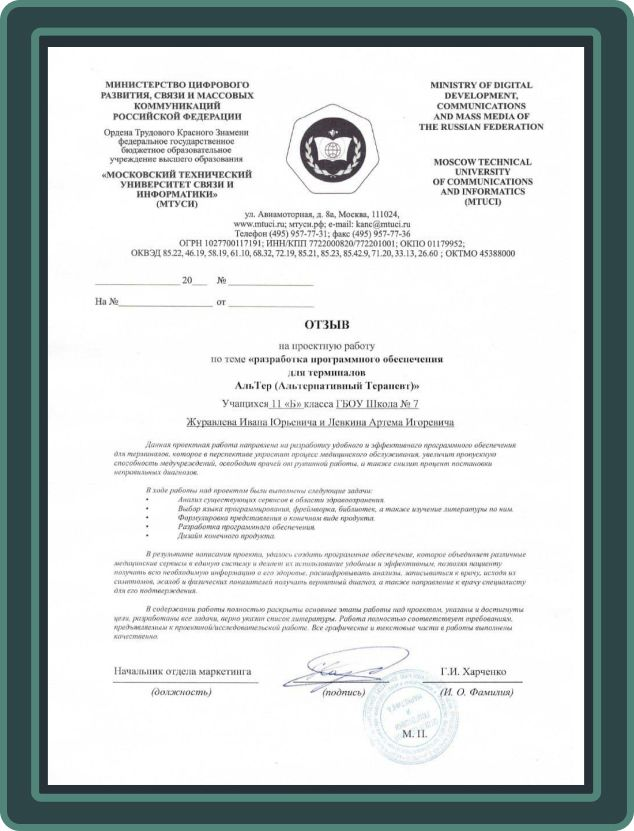 МИНИСТЕРСТВО ЦИФРОВОГО
РАЗВИТИЯ, СВЯЗИ И МАССОВЫХ
КОММУНИКАЦИЙ
РОССИЙСКОЙ ФЕДЕРАЦИИ
Ордена Трудового Красного Знамени
федеральное государственное
бюджетное образовательное
учреждение высшего образования
«МОСКОВСКИЙ ТЕХНИЧЕСКИЙ
УНИВЕРСИТЕТ СВЯЗИ И
ИНФОРМАТИКИ»
(МТУСИ)
MINISTRY OF DIGITAL
DEVELOPMENT,
COMMUNICATIONS
AND MASS MEDIA OF
THE RUSSIAN FEDERATION
MOSCOW TECHNICAL
UNIVERSITY
OF COMMUNICATIONS
AND INFORMATICS
(MTUCI)
ул. Авиамоторная, д. 8а, Москва, 111024,
www.mtuci.ru; мтуси.рф; e-mail: kanc@mtuci.ru
Телефон (495) 957-77-31; факс (495) 957-77-36
ОГРН 1027700117191; ИНН/КПП 7722000820/772201001; ОКПО 01179952;
ОКВЭД 85.22, 46.19, 58.19, 61.10, 68.32, 72.19, 85.21, 85.23, 85.42.9, 71.20, 33.13, 26.60 ; ОКТМО 45388000
____________________ 20___ № ____________________
На №______________________ от ____________________
ОТЗЫВ
на проектную работу
по теме «разработка программного обеспечения
для терминалов
АльТер (Альтернативный Терапевт)»
Учащихся 11 «Б» класса ГБОУ Школа № 7
Журавлева Ивана Юрьевича и Левкина Артема Игоревича
Данная проектная работа направлена на разработку удобного и эффективного программного обеспечения
для терминалов, которое в перспективе упростит процесс медицинского обслуживания, увеличит пропускную
способность медучреждений, освободит врачей от рутинной работы, а также снизит процент постановки
неправильных диагнозов.
В ходе работы над проектом были выполнены следующие задачи:
• Анализ существующих сервисов в области здравоохранения.
• Выбор языка программирования, фреймворка, библиотек, а также изучение литературы по ним.
• Формулировка представления о конечном виде продукта.
• Разработка программного обеспечения.
• Дизайн конечного продукта.
В результате написания проекта, удалось создать программное обеспечение, которое объединяет различные
медицинские сервисы в единую систему и делает их использование удобным и эффективным, позволяя пациенту
получить всю необходимую информацию о его здоровье, расшифровывать анализы, записываться к врачу, исходя из
симптомов, жалоб и физических показателей получать вероятный диагноз, а также направление к врачу специалисту
для его подтверждения.
В содержании работы полностью раскрыты основные этапы работы над проектом, указаны и достигнуты
цели, разработаны все задачи, верно указан список литературы. Работа полностью соответствует требованиям,
предъявляемым к проектной/исследовательской работе. Все графические и текстовые части в работы выполнены
качественно.
Начальник отдела маркетинга Г.И. Харченко
(должность) (подпись) (И. О. Фамилия)
М. П.